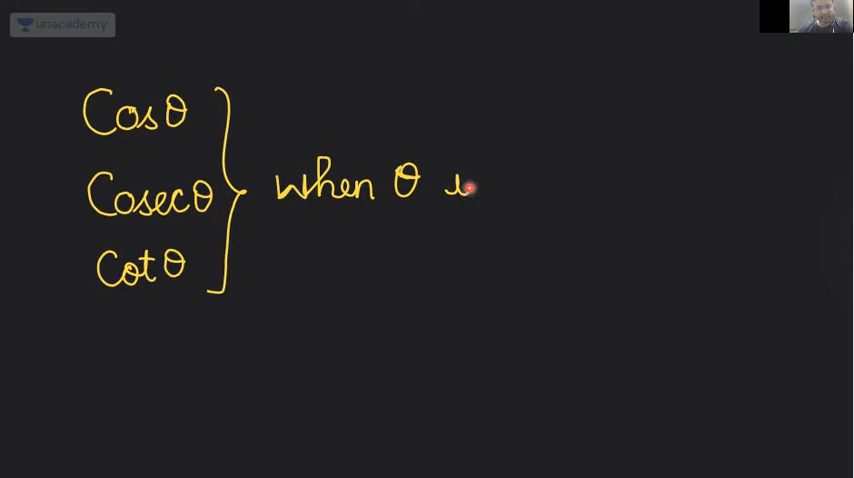 unacademy
Cosθ
Cosecθ
when θ
Cotθ